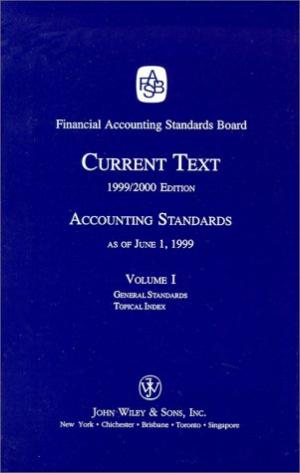 FASB
Financial Accounting Standards Board
CURRENT TEXT
1999/2000 EDITION
ACCOUNTING STANDARDS
AS OF JUNE 1, 1999
VOLUME I
GENERAL STANDARDS
TOPICAL INDEX
JW
JOHN WILEY & SONS, INC.
New York · Chichester · Brisbane · Toronto · Singapore